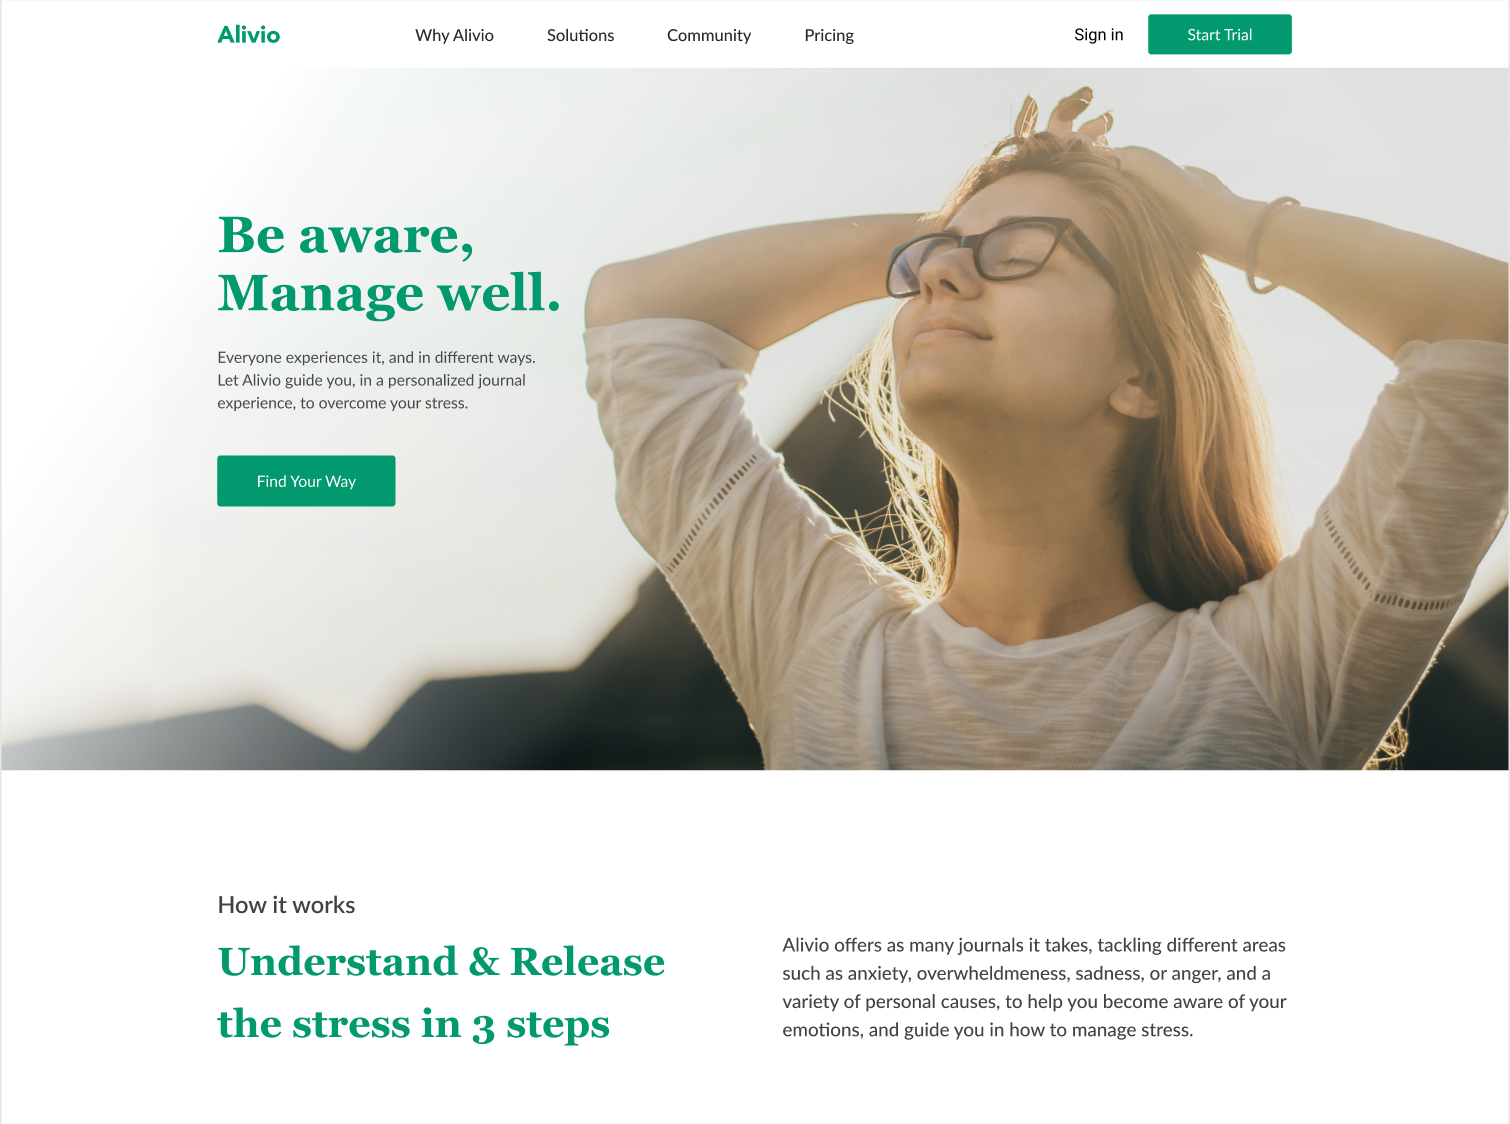 Alivio
Why Alivio
Solutions
Community
Pricing
Sign in
Start Trial
Be aware,
Manage well.
Everyone experiences it, and in different ways.
Let Alivio guide you, in a personalized journal
experience, to overcome your stress.
Find Your Way
How it works
Understand & Release
the stress in 3 steps
Alivio offers as many journals it takes, tackling different areas
such as anxiety, overwheldmeness, sadness, or anger, and a
variety of personal causes, to help you become aware of your
emotions, and guide you in how to manage stress.